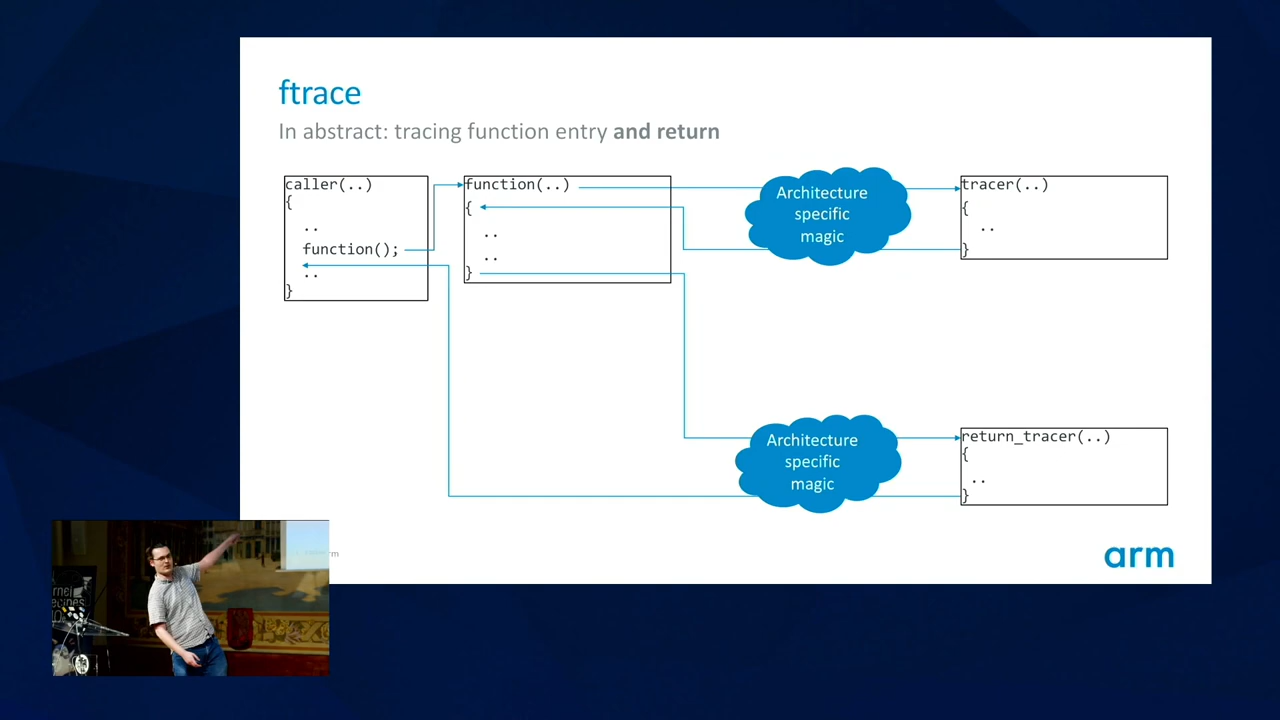 ftrace
In abstract: tracing function entry and return
caller(..)
{
..
function();
..
}
function(..)
{
..
..
}
Architecture
specific
magic
tracer(..)
{
..
}
Architecture
specific
magic
return_tracer(..)
{
..
}
arm